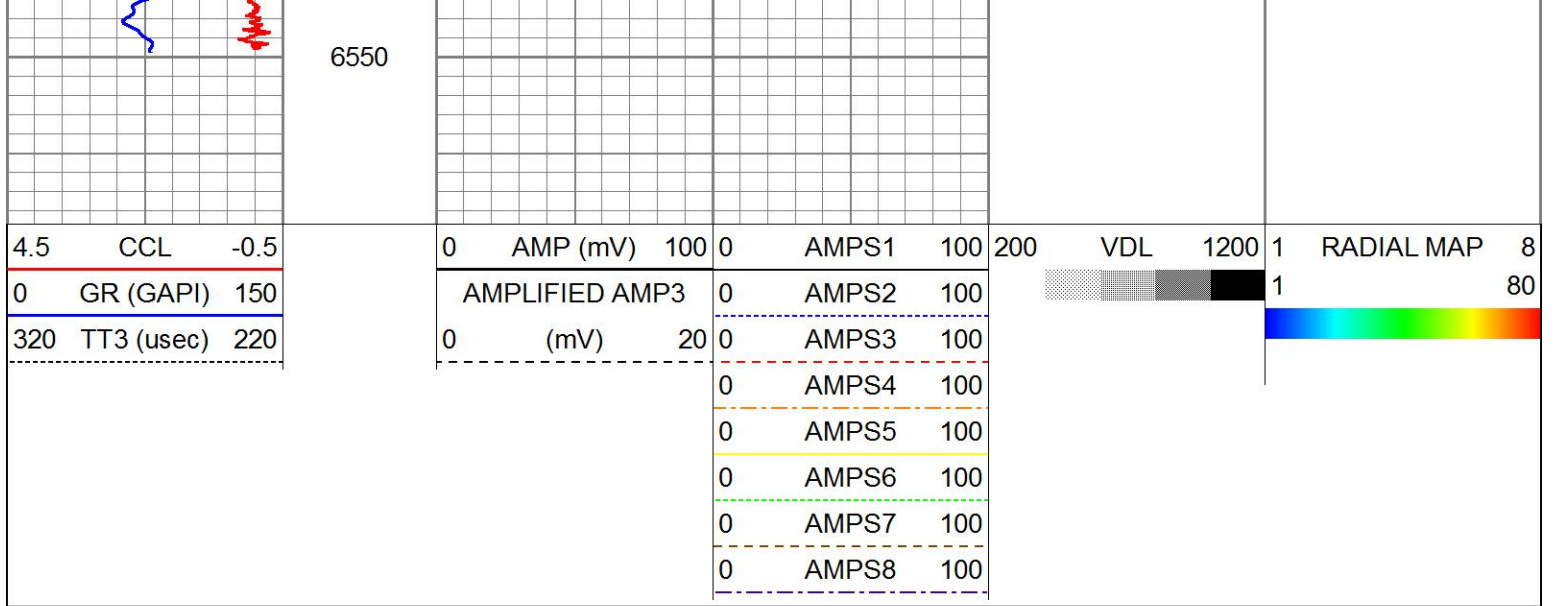 6550
4.5 CCL -0.5
0 GR (GAPI) 150
320 TT3 (usec) 220
0 AMP (mV) 100
AMPLIFIED AMP3
0 (mV) 20
0 AMPS1 100
0 AMPS2 100
0 AMPS3 100
0 AMPS4 100
0 AMPS5 100
0 AMPS6 100
0 AMPS7 100
0 AMPS8 100
200 VDL 1200
1 RADIAL MAP 8
1 80